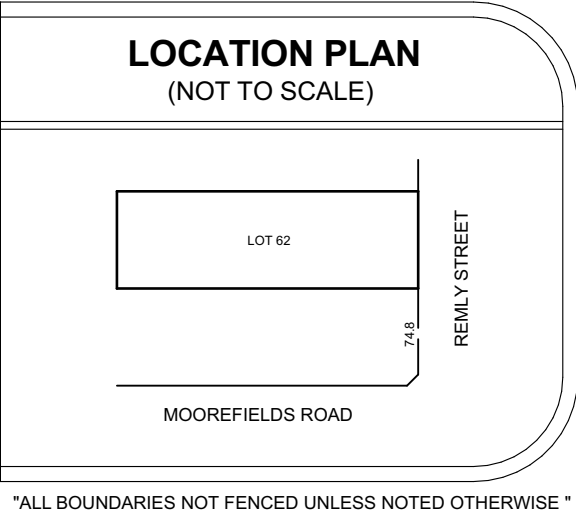 LOCATION PLAN
(NOT TO SCALE)
LOT 62
REMLY STREET
74.8
MOOREFIELDS ROAD
"ALL BOUNDARIES NOT FENCED UNLESS NOTED OTHERWISE "